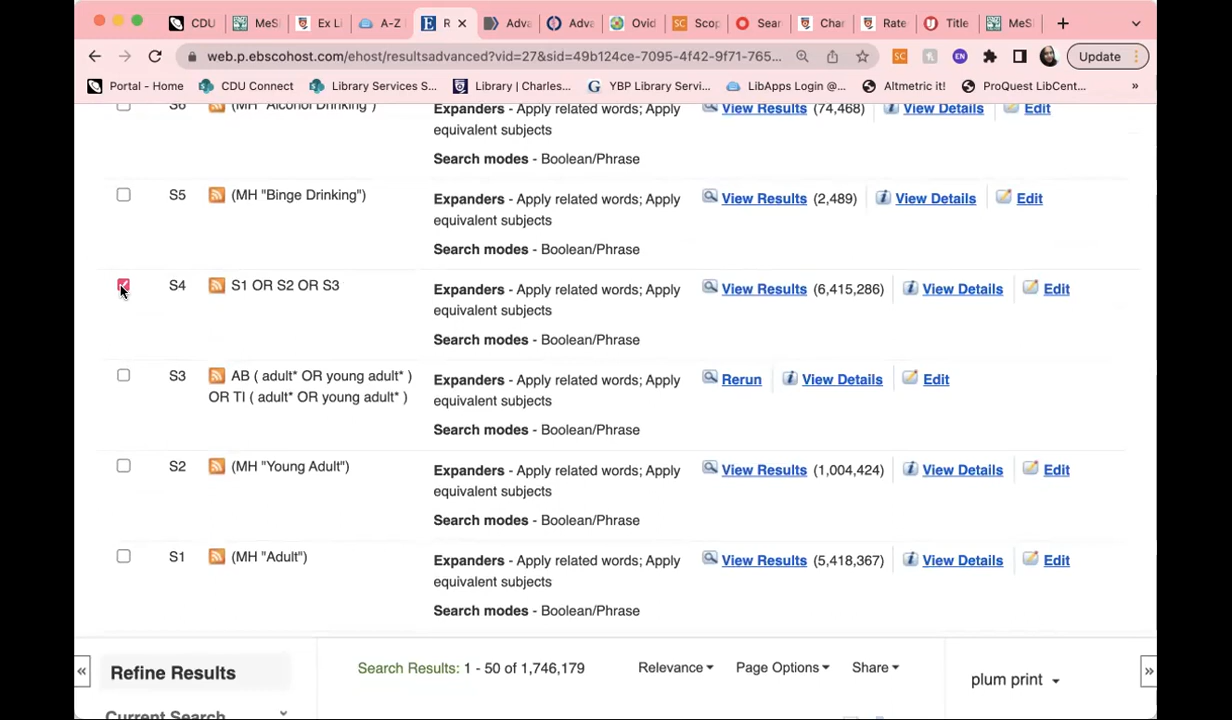 CDU MeSH Ex Li A-Z R Adva Adva Ovid Scop Sear Char Rate Title MeSH
web.p.ebscohost.com/ehost/resultsadvanced?vid=27&sid=49b124ce-7095-4f42-9f71-765... SC EN Update
Portal - Home CDU Connect Library Services S... Library | Charles... YBP Library Servi... LibApps Login @... Altmetric it! ProQuest LibCent... »
S6 (MH "Alcohol Drinking") Expanders - Apply related words; Apply View Results (74,468) View Details Edit
equivalent subjects
Search modes - Boolean/Phrase
S5 (MH "Binge Drinking") Expanders - Apply related words; Apply View Results (2,489) View Details Edit
equivalent subjects
Search modes - Boolean/Phrase
S4 S1 OR S2 OR S3 Expanders - Apply related words; Apply View Results (6,415,286) View Details Edit
equivalent subjects
Search modes - Boolean/Phrase
S3 AB ( adult* OR young adult* ) Expanders - Apply related words; Apply Rerun View Details Edit
OR TI ( adult* OR young adult* ) equivalent subjects
Search modes - Boolean/Phrase
S2 (MH "Young Adult") Expanders - Apply related words; Apply View Results (1,004,424) View Details Edit
equivalent subjects
Search modes - Boolean/Phrase
S1 (MH "Adult") Expanders - Apply related words; Apply View Results (5,418,367) View Details Edit
equivalent subjects
Search modes - Boolean/Phrase
« Refine Results Search Results: 1 - 50 of 1,746,179 Relevance Page Options Share plum print »
Current Search